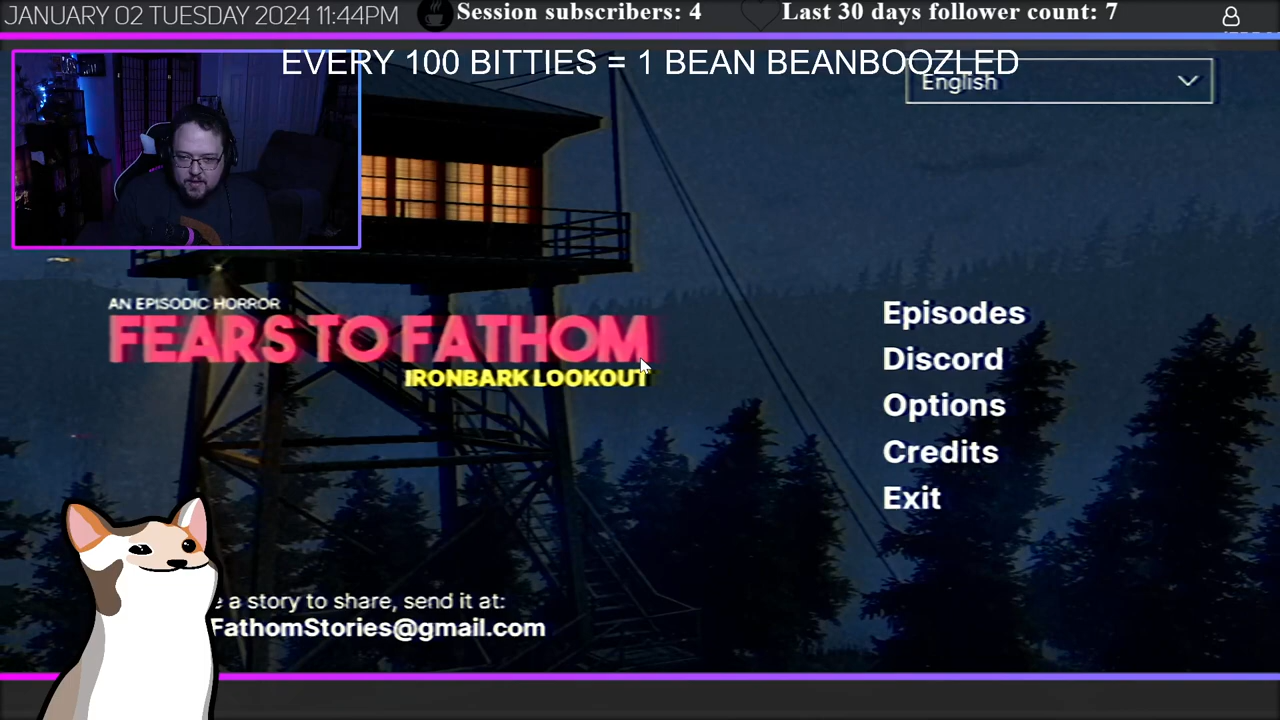 JANUARY 02 TUESDAY 2024 11:44PM
Session subscribers: 4
Last 30 days follower count: 7
EVERY 100 BITTIES = 1 BEAN BEANBOOZLED
English
AN EPISODIC HORROR
FEARS TO FATHOM
IRONBARK LOOKOUT
Episodes
Discord
Options
Credits
Exit
a story to share, send it at:
FathomStories@gmail.com